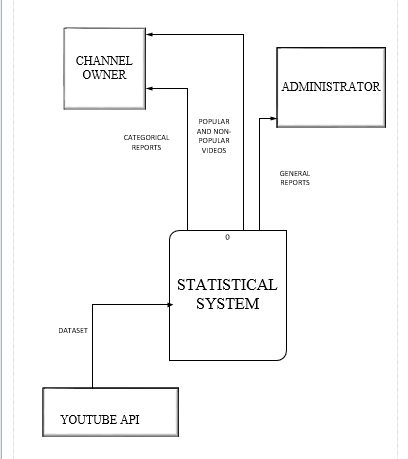 CHANNEL
OWNER
ADMINISTRATOR
POPULAR
AND NON-
POPULAR
VIDEOS
CATEGORICAL
REPORTS
GENERAL
REPORTS
0
STATISTICAL
SYSTEM
DATASET
YOUTUBE API